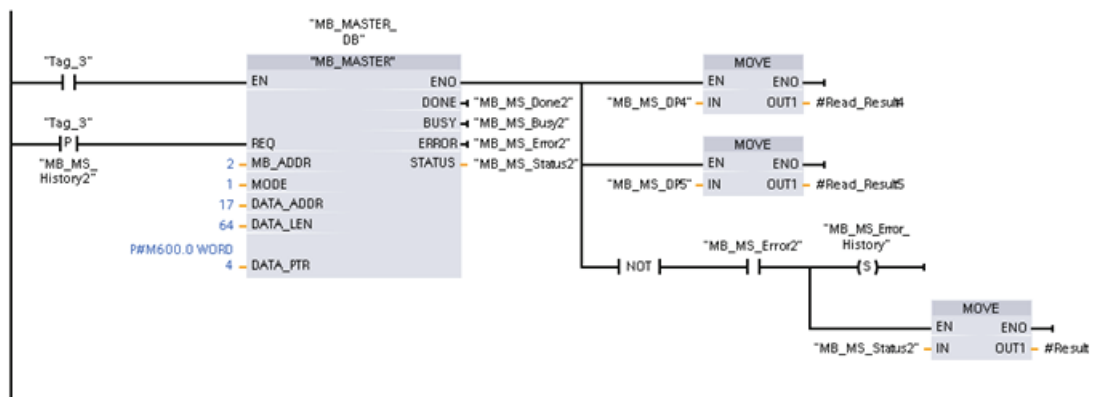 "MB_MASTER_
DB"
"Tag_3"
"MB_MASTER"
MOVE
EN
ENO
EN
ENO
DONE
"MB_MS_Done2"
"MB_MS_DP4"
IN
OUT1
#Read_Result4
"Tag_3"
BUSY
"MB_MS_Busy2"
P
REQ
ERROR
"MB_MS_Error2"
MOVE
"MB_MS_
History2"
2
MB_ADDR
STATUS
"MB_MS_Status2"
EN
ENO
1
MODE
"MB_MS_DP5"
IN
OUT1
#Read_Result5
17
DATA_ADDR
64
DATA_LEN
"MB_MS_Error_
History"
P#M600.0 WORD
4
DATA_PTR
"MB_MS_Error2"
NOT
S
MOVE
EN
ENO
"MB_MS_Status2"
IN
OUT1
#Result